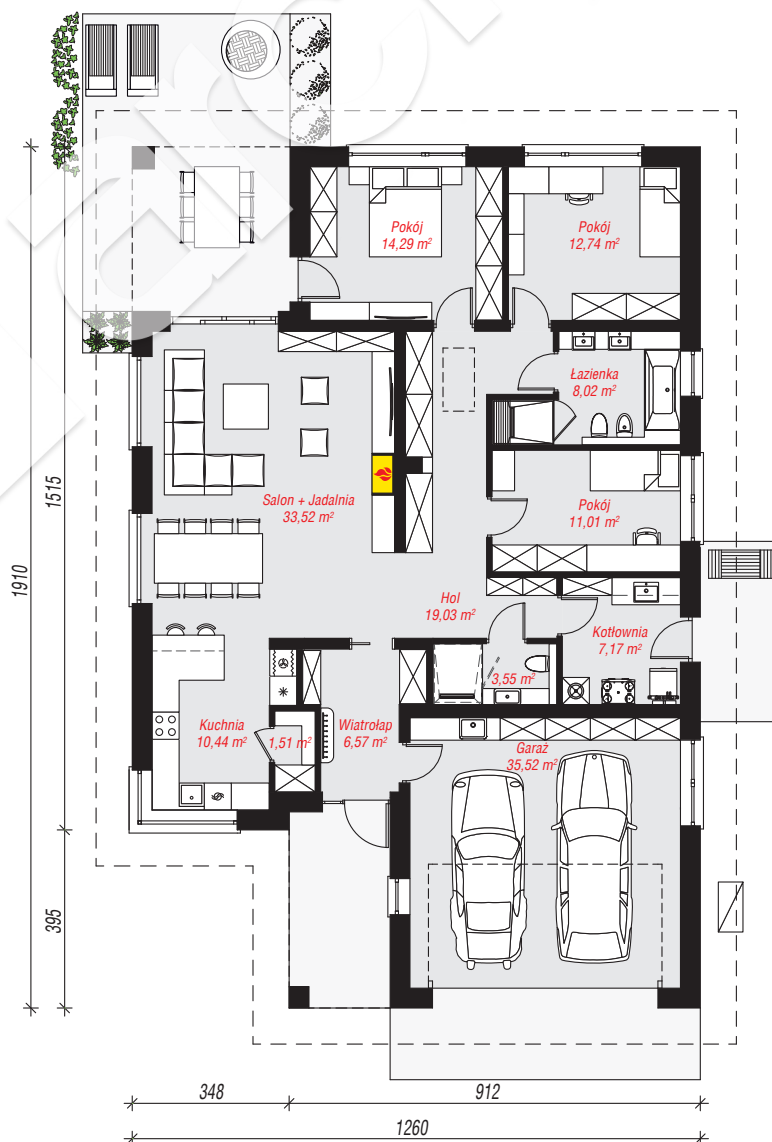 Pokój
14,29 m²
Pokój
12,74 m²
Łazienka
8,02 m²
Salon + Jadalnia
33,52 m²
Pokój
11,01 m²
Hol
19,03 m²
Kotłownia
7,17 m²
3,55 m²
Kuchnia
10,44 m²
1,51 m²
Wiatrołap
6,57 m²
Garaż
35,52 m²
1910
1515
395
348
912
1260